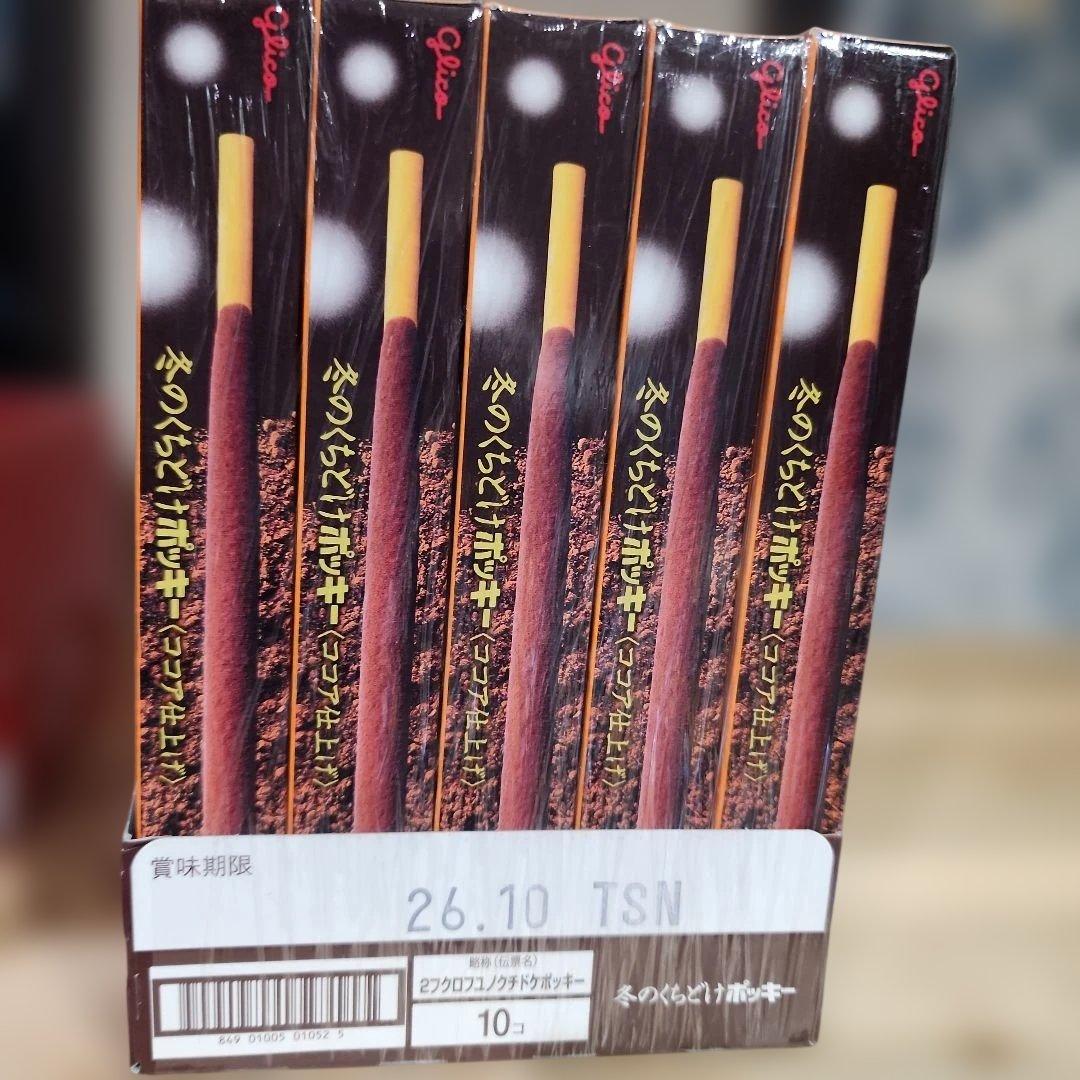 Glico
Glico
Glico
Glico
Glico
冬のくちどけポッキー〈ココア仕上げ〉
冬のくちどけポッキー〈ココア仕上げ〉
冬のくちどけポッキー〈ココア仕上げ〉
冬のくちどけポッキー〈ココア仕上げ〉
冬のくちどけポッキー〈ココア仕上げ〉
賞味期限
26.10 TSN
略称(伝票名)
2フクロフユノクチドケポッキー
10コ
849 01005 01052 5
冬のくちどけポッキー